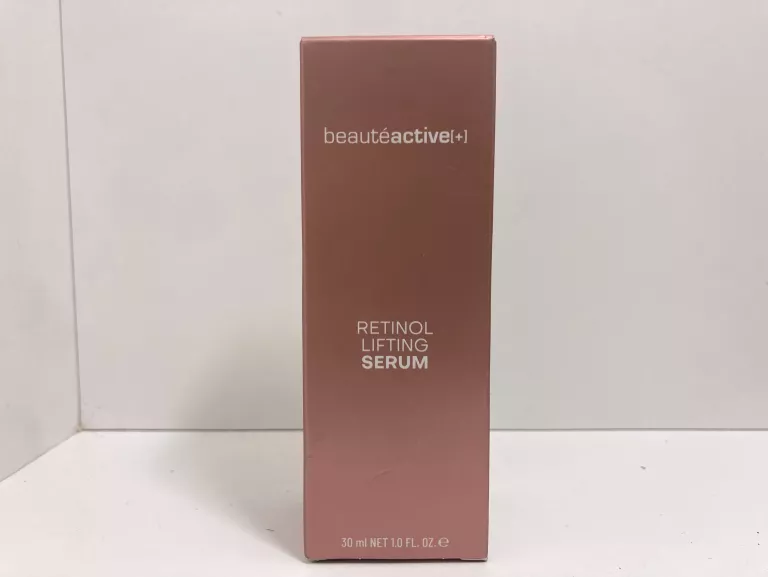 beautéactive[+]
RETINOL
LIFTING
SERUM
30 ml NET 1.0 FL. OZ. ℮